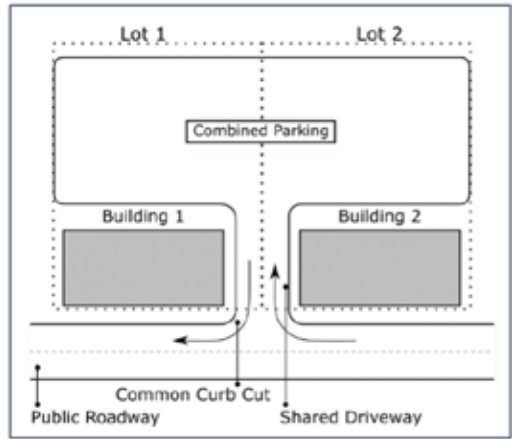 Lot 1
Lot 2
Combined Parking
Building 1
Building 2
Common Curb Cut
Public Roadway
Shared Driveway